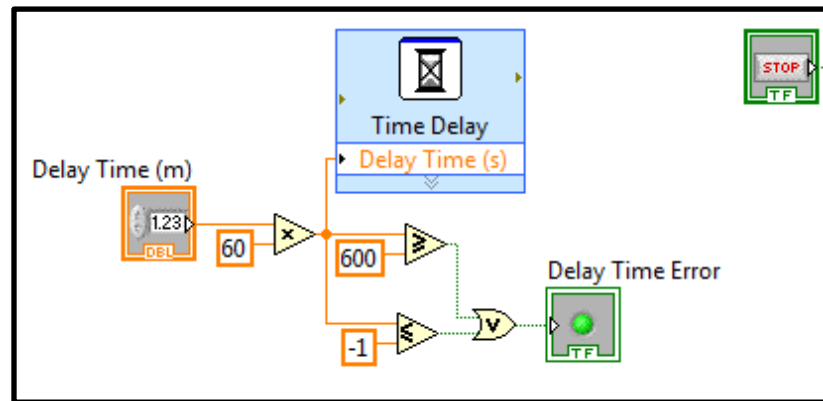 STOP
TF
Time Delay
Delay Time (s)
Delay Time (m)
1.23
DBL
60
x
600
≥
Delay Time Error
-1
≤
V
TF